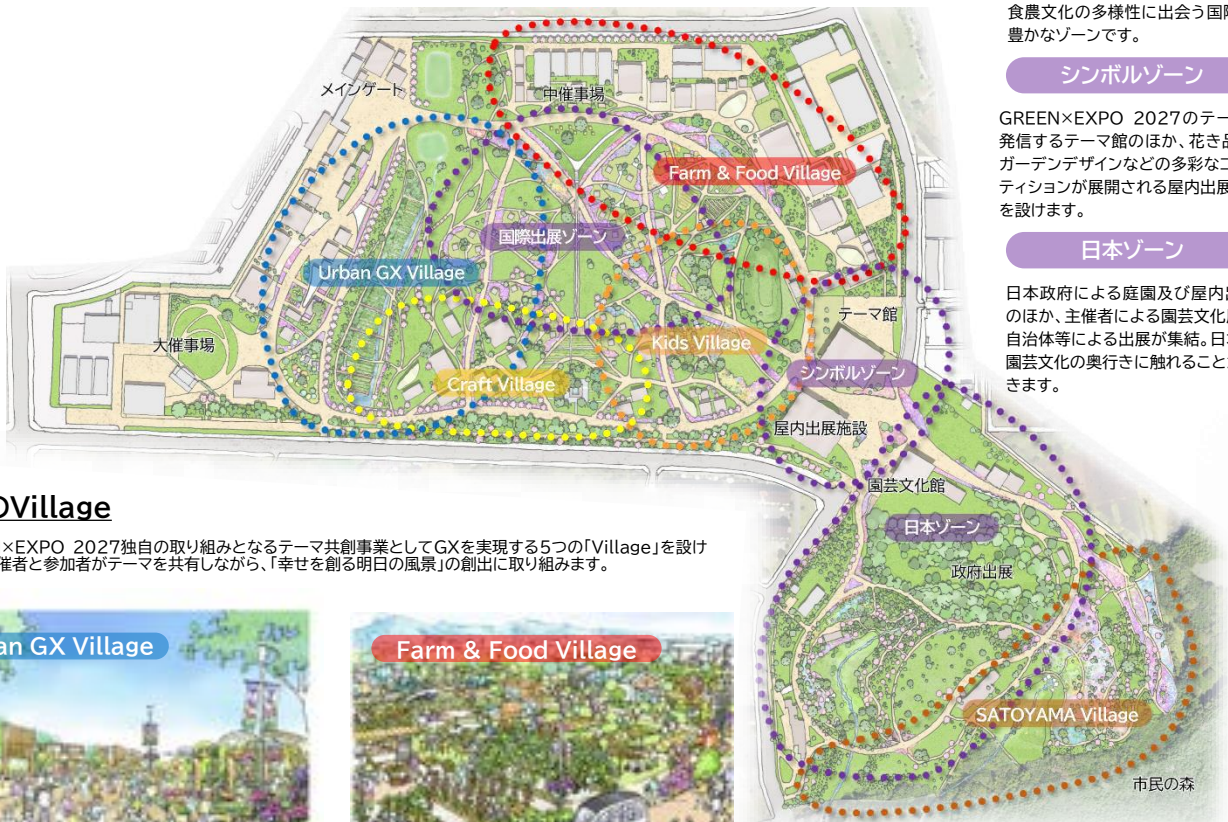 メインゲート
中催事場
Farm & Food Village
国際出展ゾーン
Urban GX Village
テーマ館
大催事場
Kids Village
シンボルゾーン
Craft Village
屋内出展施設
園芸文化館
日本ゾーン
政府出展
SATOYAMA Village
市民の森
食農文化の多様性に出会う国
豊かなゾーンです。
シンボルゾーン
GREEN×EXPO 2027のテー
発信するテーマ館のほか、花き
ガーデンデザインなどの多彩な
ティションが展開される屋内出展
を設けます。
日本ゾーン
日本政府による庭園及び屋内
のほか、主催者による園芸文化
自治体等による出展が集結。日
園芸文化の奥行きに触れること
きます。
Village
×EXPO 2027独自の取り組みとなるテーマ共創事業としてGXを実現する5つの「Village」を設け
催者と参加者がテーマを共有しながら、「幸せを創る明日の風景」の創出に取り組みます。
an GX Village
Farm & Food Village